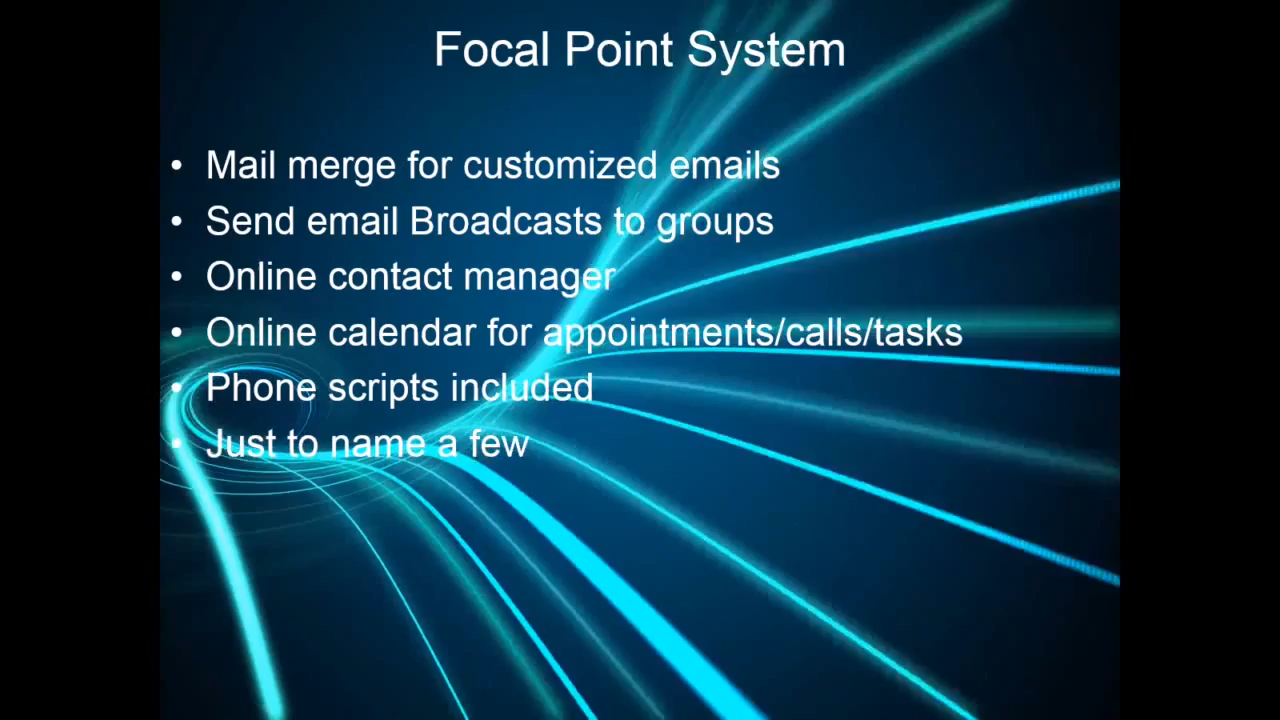 Focal Point System
• Mail merge for customized emails
• Send email Broadcasts to groups
• Online contact manager
• Online calendar for appointments/calls/tasks
• Phone scripts included
• Just to name a few